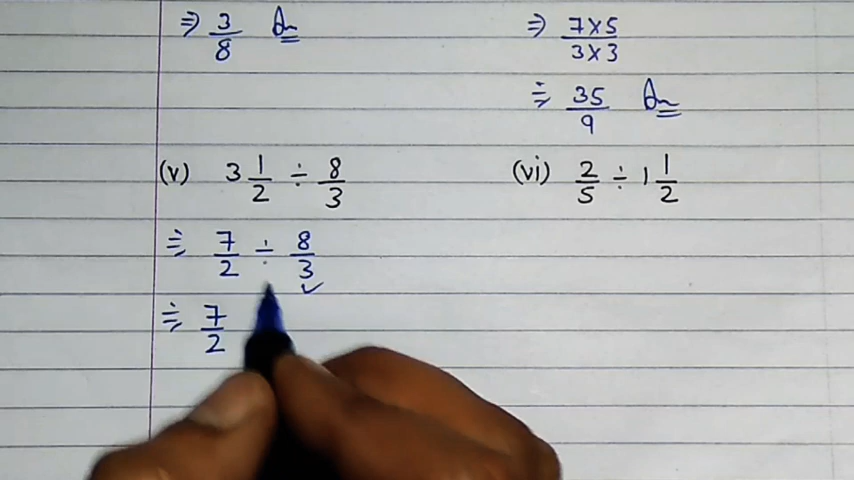 ⇒ 3/8 Ans
⇒ 7×5/3×3
⇒ 35/9 Ans
(v) 3 1/2 ÷ 8/3
⇒ 7/2 ÷ 8/3
⇒ 7/2
(vi) 2/5 ÷ 1 1/2